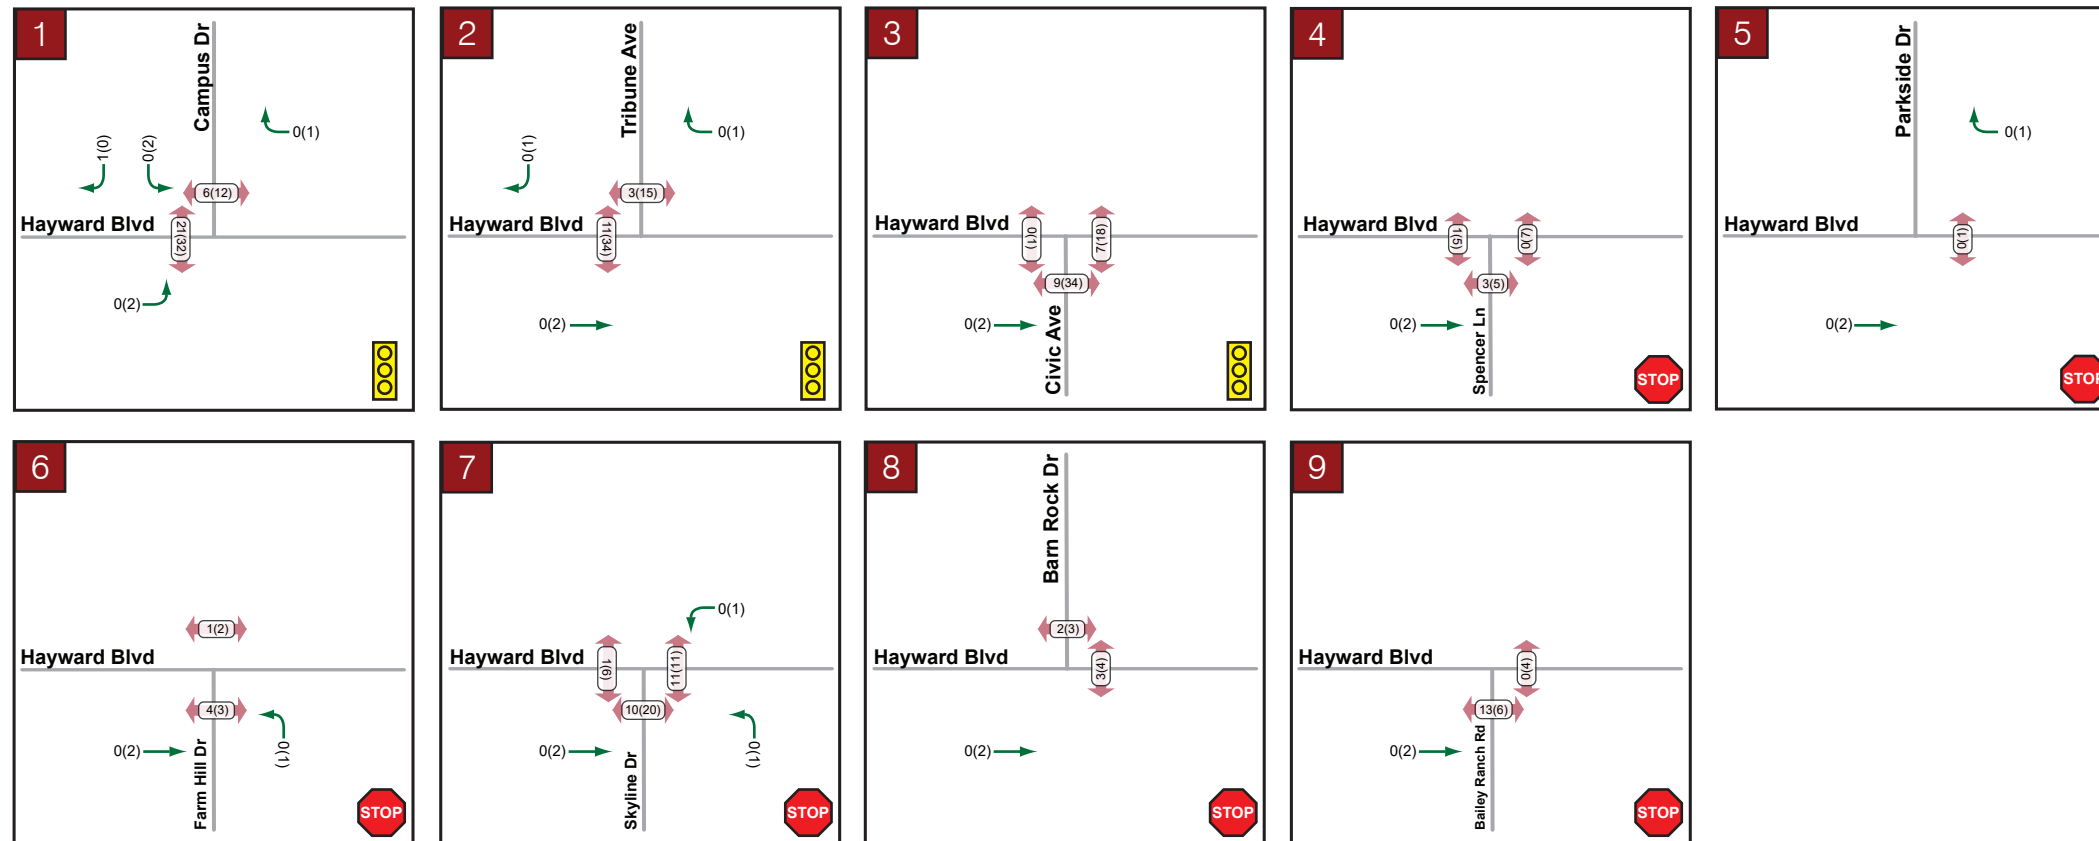 1
Campus Dr
0(1)
1(0)
0(2)
6(12)
Hayward Blvd
21(32)
0(2)
2
Tribune Ave
0(1)
0(1)
3(15)
Hayward Blvd
11(34)
0(2)
3
Hayward Blvd
0(1)
7(18)
9(34)
0(2)
Civic Ave
4
Hayward Blvd
1(5)
0(7)
3(5)
0(2)
Spencer Ln
STOP
5
Parkside Dr
0(1)
Hayward Blvd
0(1)
0(2)
STOP
6
1(2)
Hayward Blvd
4(3)
0(2)
0(1)
Farm Hill Dr
STOP
7
0(1)
Hayward Blvd
1(6)
11(11)
10(20)
0(2)
0(1)
Skyline Dr
STOP
8
Barn Rock Dr
2(3)
Hayward Blvd
3(4)
0(2)
STOP
9
Hayward Blvd
0(4)
13(6)
0(2)
Bailey Ranch Rd
STOP